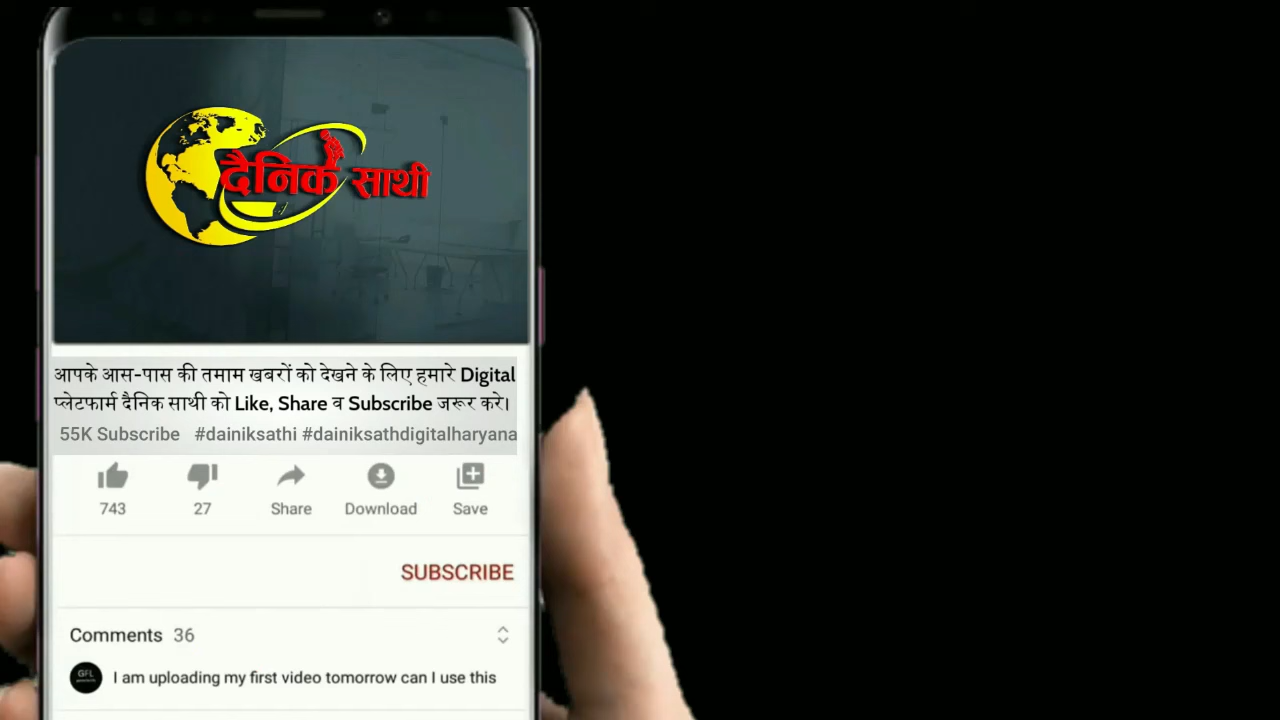 दैनिक साथी
आपके आस-पास की तमाम खबरों को देखने के लिए हमारे Digital
प्लेटफार्म दैनिक साथी को Like, Share व Subscribe जरूर करे।
55K Subscribe #dainiksathi #dainiksathdigitalharyana
743 27 Share Download Save
SUBSCRIBE
Comments 36
GFL
I am uploading my first video tomorrow can I use this